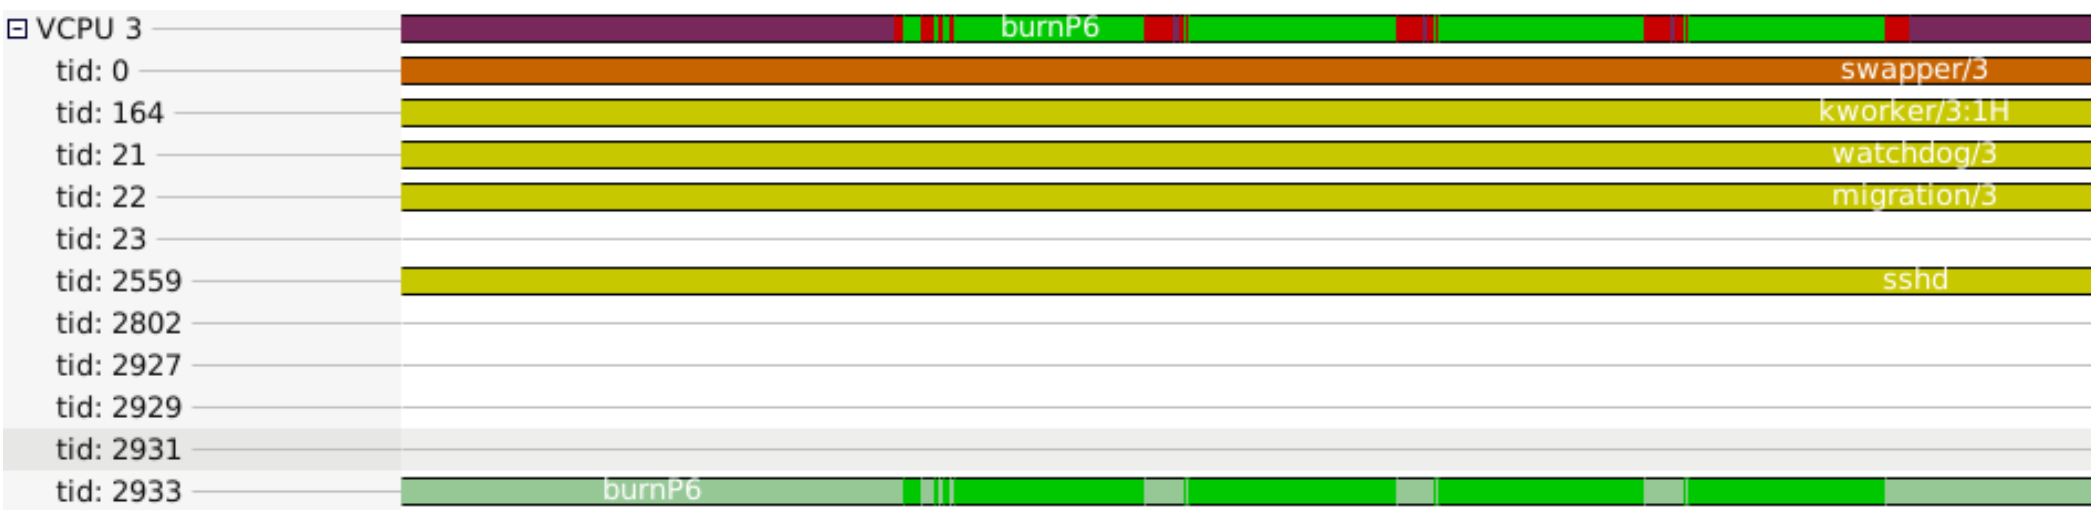 VCPU 3 burnP6
tid: 0 swapper/3
tid: 164 kworker/3:1H
tid: 21 watchdog/3
tid: 22 migration/3
tid: 23
tid: 2559 sshd
tid: 2802
tid: 2927
tid: 2929
tid: 2931
tid: 2933 burnP6